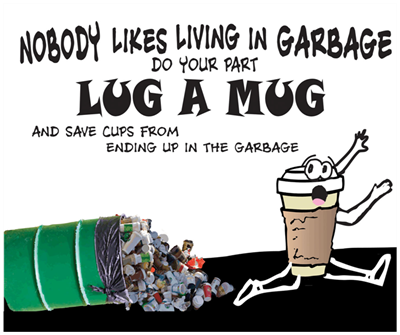 NOBODY LIKES LIVING IN GARBAGE
DO YOUR PART
LUG A MUG
AND SAVE CUPS FROM
ENDING UP IN THE GARBAGE